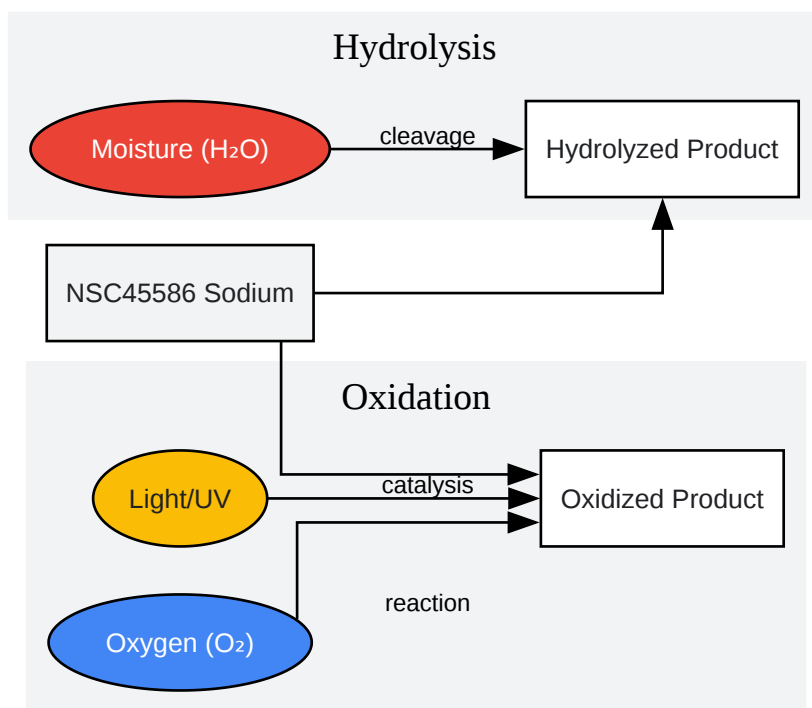 Hydrolysis
Moisture (H₂O)
cleavage
Hydrolyzed Product
NSC45586 Sodium
Oxidation
Light/UV
catalysis
Oxidized Product
reaction
Oxygen (O₂)